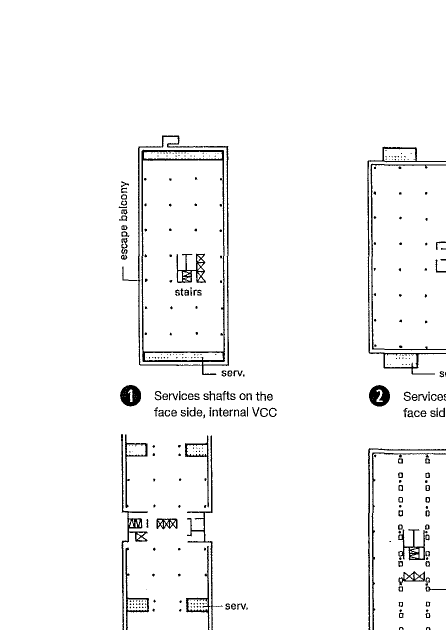 escape balcony
stairs
serv.
1 Services shafts on the
face side, internal VCC
2 Services
face sid
serv.